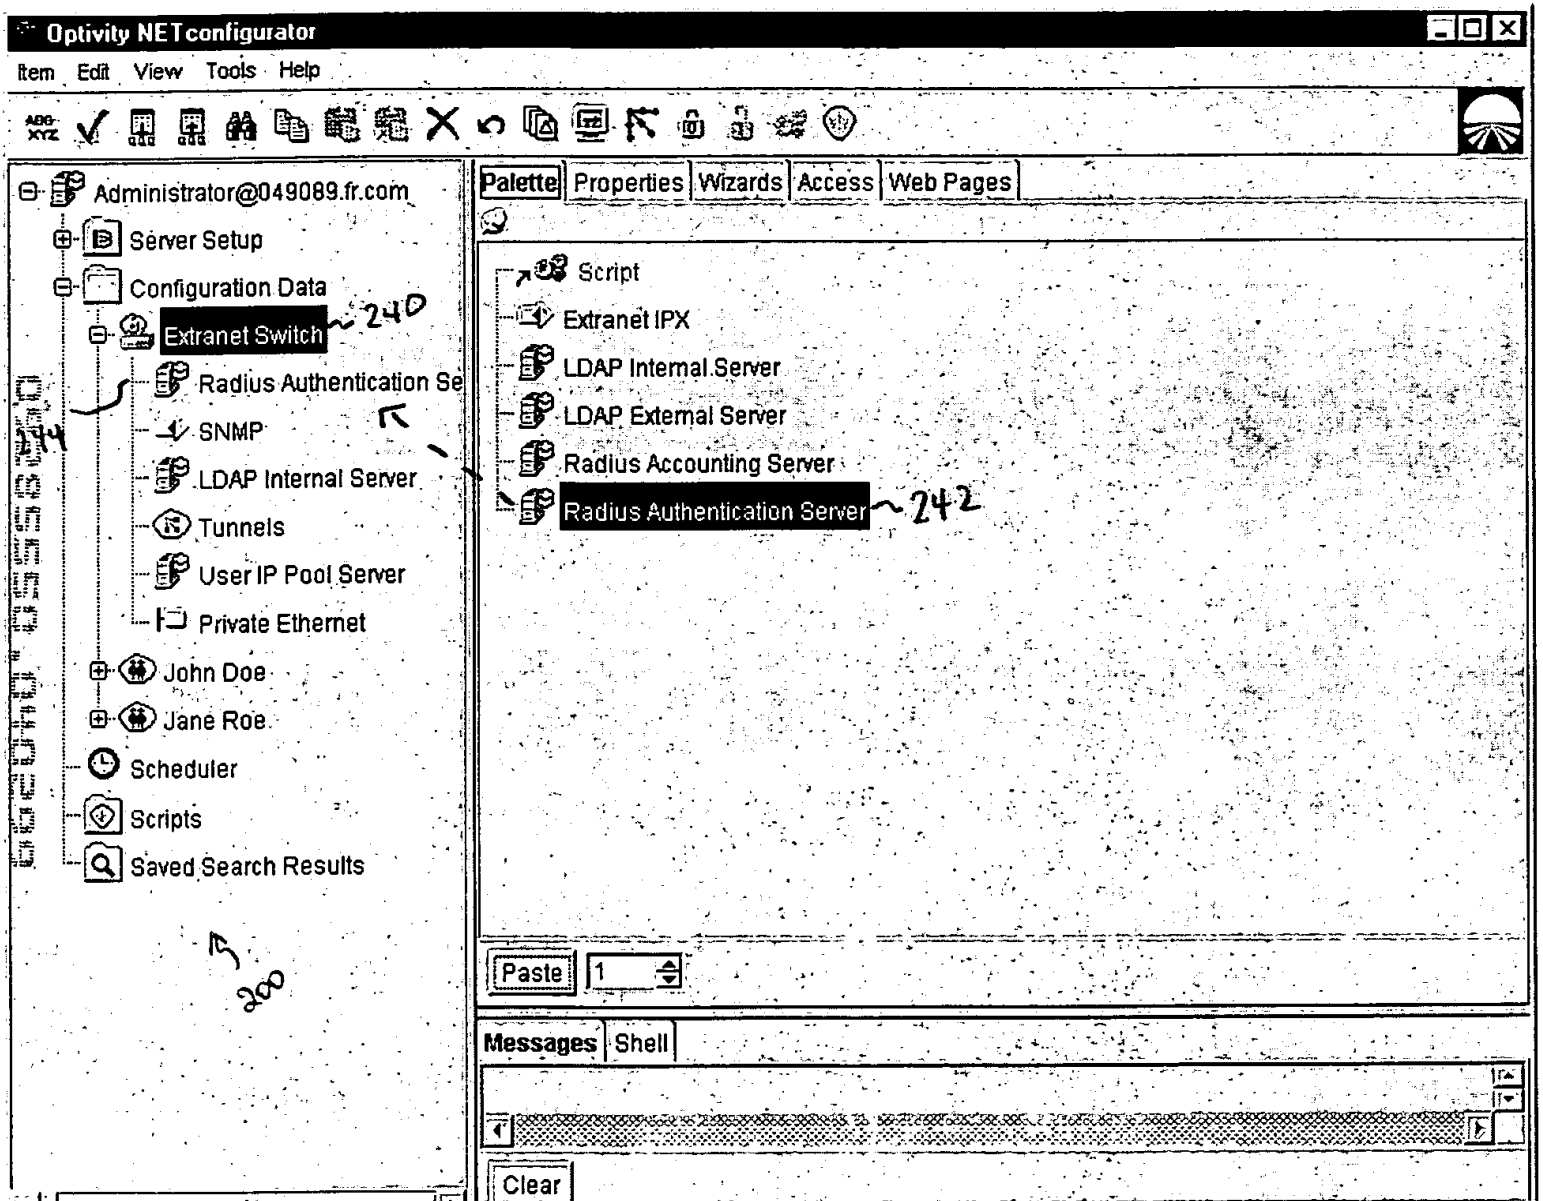 Optivity NETconfigurator
Item Edit View Tools Help
ABC XYZ
Administrator@049089.fr.com
Server Setup
Configuration Data
Extranet Switch
240
Radius Authentication Se
244
SNMP
LDAP Internal Server
Tunnels
User IP Pool Server
Private Ethernet
John Doe
Jane Roe
Scheduler
Scripts
Saved Search Results
200
Palette Properties Wizards Access Web Pages
Script
Extranet IPX
LDAP Internal Server
LDAP External Server
Radius Accounting Server
Radius Authentication Server
242
Paste 1
Messages Shell
Clear